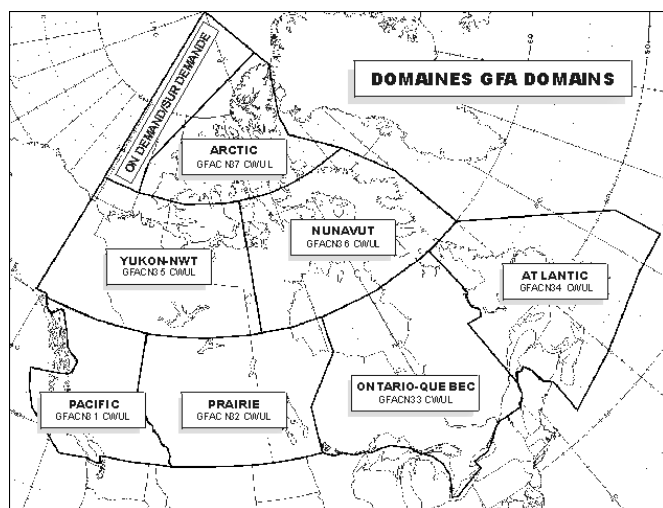 DOMAINES GFA DOMAINS
ON DEMAND/SUR DEMANDE
ARCTIC
GFACN37 CWUL
NUNAVUT
GFACN36 CWUL
YUKON-NWT
GFACN35 CWUL
ATLANTIC
GFACN34 CWUL
ONTARIO-QUEBEC
GFACN33 CWUL
PACIFIC
GFACN31 CWUL
PRAIRIE
GFACN32 CWUL